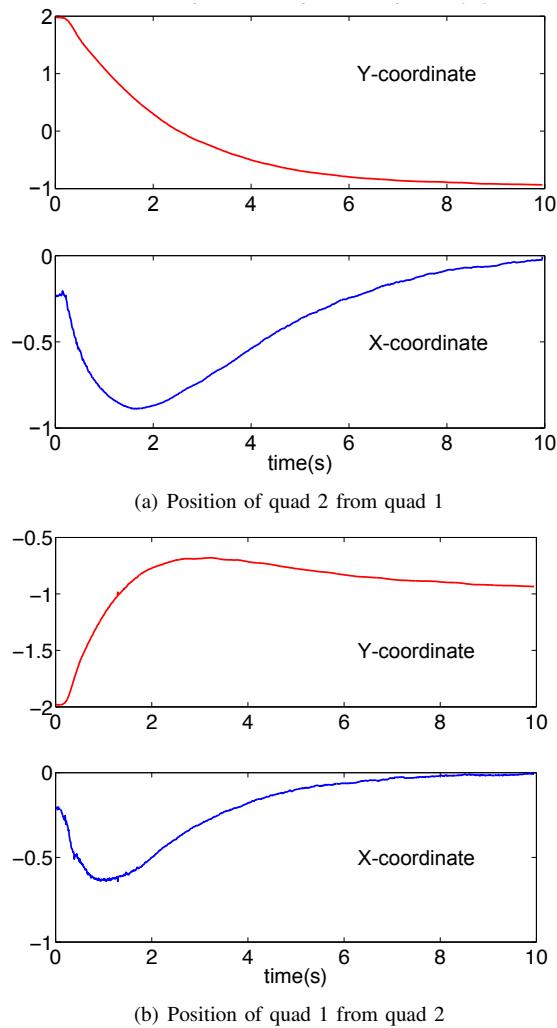 2
1
0
−1
0 2 4 6 8 10
Y-coordinate
0
−0.5
−1
0 2 4 6 8 10
X-coordinate
time(s)
(a) Position of quad 2 from quad 1
−0.5
−1
−1.5
−2
0 2 4 6 8 10
Y-coordinate
0
−0.5
−1
0 2 4 6 8 10
X-coordinate
time(s)
(b) Position of quad 1 from quad 2